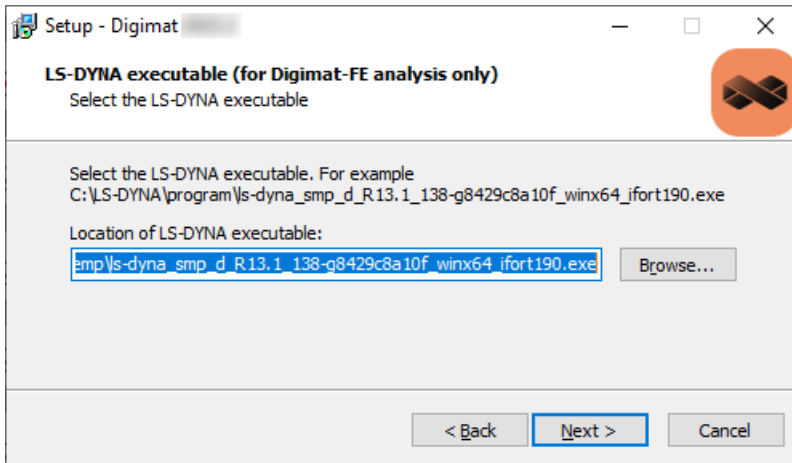 Setup - Digimat
LS-DYNA executable (for Digimat-FE analysis only)
Select the LS-DYNA executable
Select the LS-DYNA executable. For example
C:\LS-DYNA\program\ls-dyna_smp_d_R13.1_138-g8429c8a10f_winx64_ifort190.exe
Location of LS-DYNA executable:
emp\ls-dyna_smp_d_R13.1_138-g8429c8a10f_winx64_ifort190.exe
Browse...
< Back
Next >
Cancel